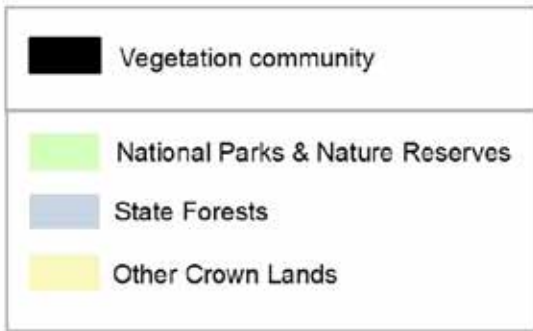 Vegetation community
National Parks & Nature Reserves
State Forests
Other Crown Lands